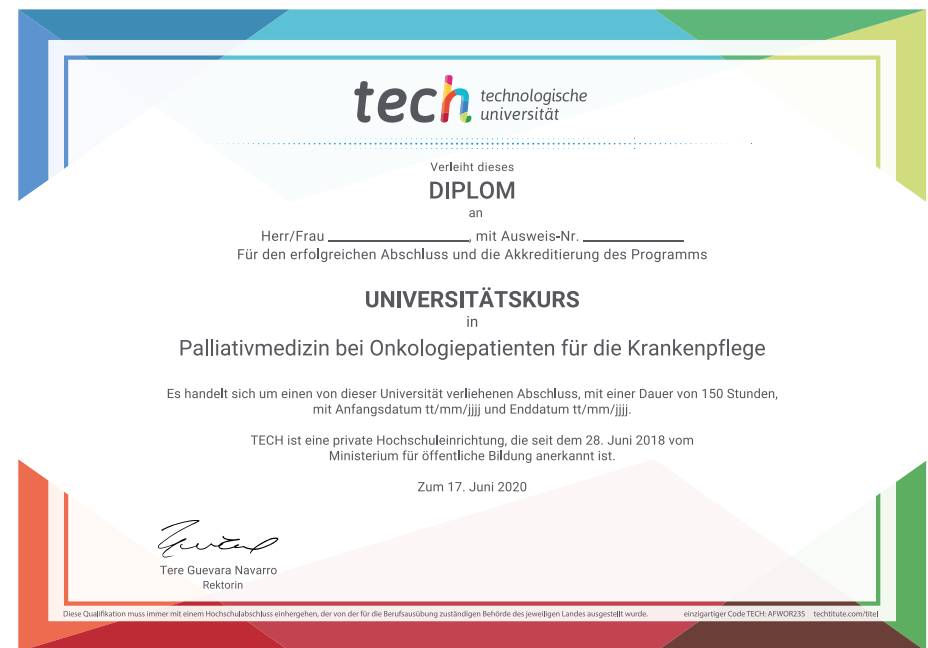 tech technologische
universität
Verleiht dieses
DIPLOM
an
Herr/Frau ____________________, mit Ausweis-Nr. ______________
Für den erfolgreichen Abschluss und die Akkreditierung des Programms
UNIVERSITÄTSKURS
in
Palliativmedizin bei Onkologiepatienten für die Krankenpflege
Es handelt sich um einen von dieser Universität verliehenen Abschluss, mit einer Dauer von 150 Stunden,
mit Anfangsdatum tt/mm/jjjj und Enddatum tt/mm/jjjj.
TECH ist eine private Hochschuleinrichtung, die seit dem 28. Juni 2018 vom
Ministerium für öffentliche Bildung anerkannt ist.
Zum 17. Juni 2020
Tere Guevara Navarro
Rektorin
Diese Qualifikation muss immer mit einem Hochschulabschluss einhergehen, der von der für die Berufsausübung zuständigen Behörde des jeweiligen Landes ausgestellt wurde. einzigartiger Code TECH: AFWOR23S techtitute.com/titel